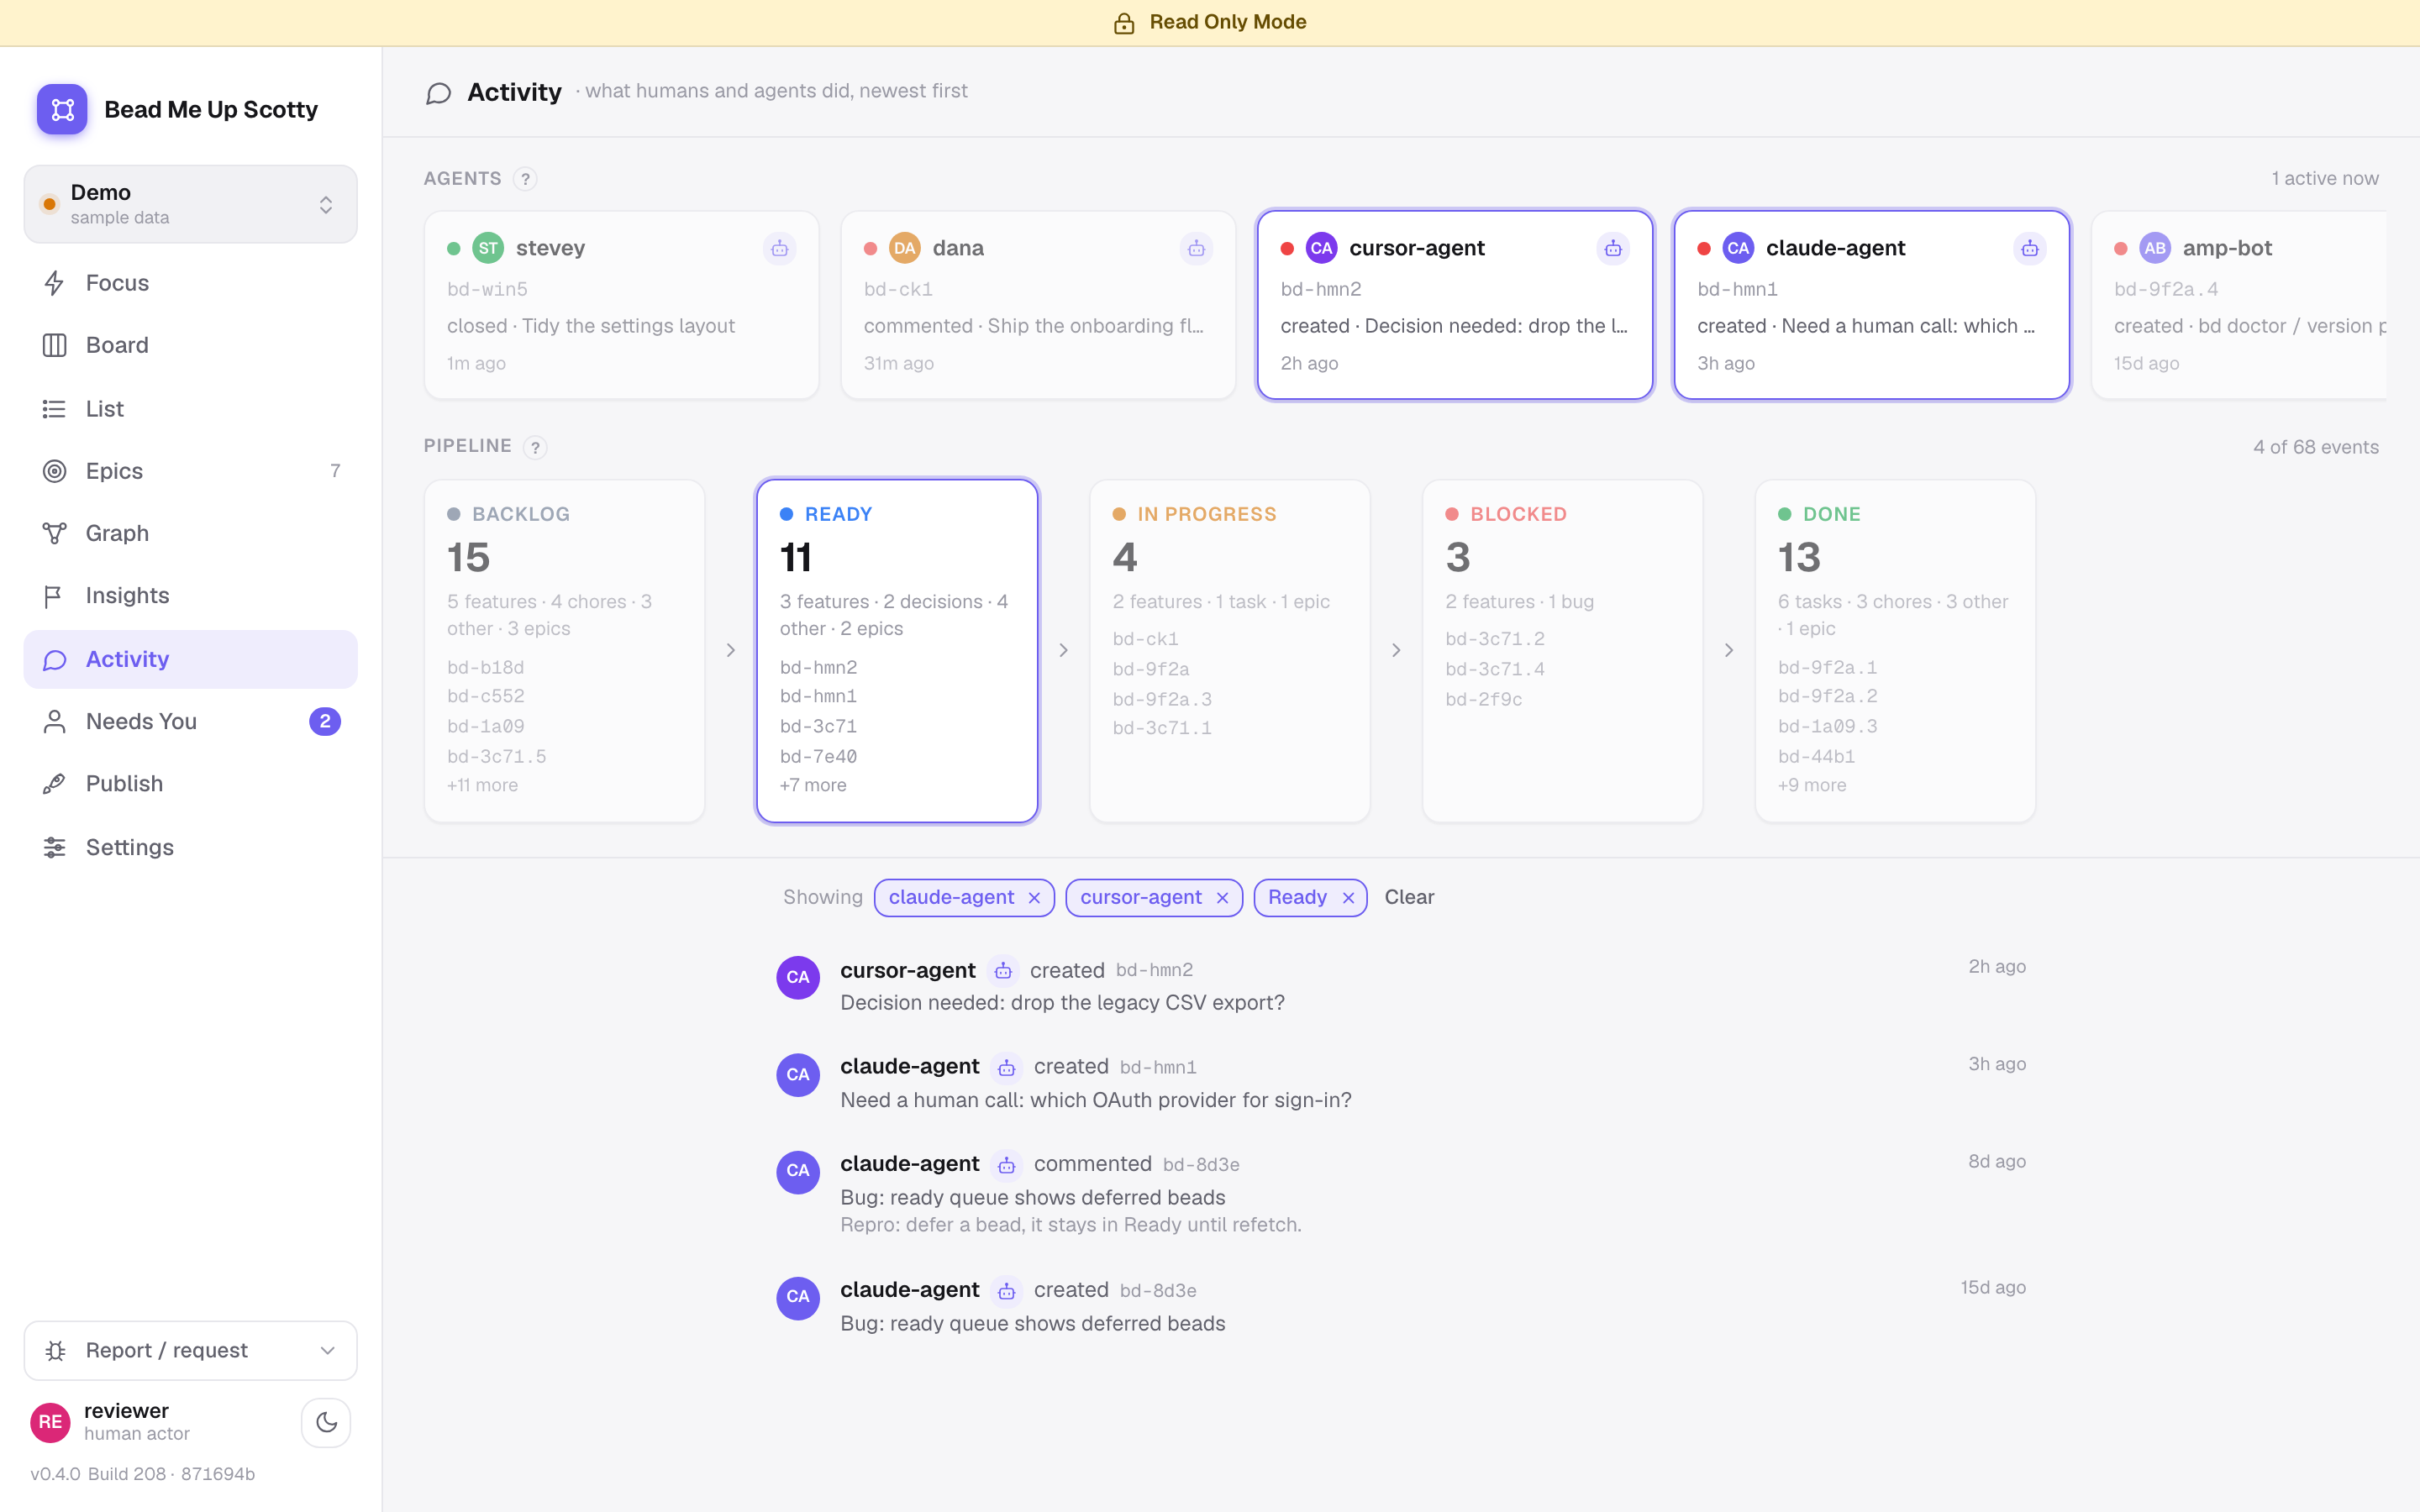 Read Only Mode
Bead Me Up Scotty
Demo
sample data
Focus
Board
List
Epics 7
Graph
Insights
Activity
Needs You 2
Publish
Settings
Report / request
RE reviewer
human actor
v0.4.0 Build 208 · 871694b
Activity · what humans and agents did, newest first
AGENTS ? 1 active now
ST stevey
bd-win5
closed · Tidy the settings layout
1m ago
DA dana
bd-ck1
commented · Ship the onboarding fl...
31m ago
CA cursor-agent
bd-hmn2
created · Decision needed: drop the l...
2h ago
CA claude-agent
bd-hmn1
created · Need a human call: which ...
3h ago
AB amp-bot
bd-9f2a.4
created · bd doctor / version p
15d ago
PIPELINE ? 4 of 68 events
BACKLOG
15
5 features · 4 chores · 3
other · 3 epics
bd-b18d
bd-c552
bd-1a09
bd-3c71.5
+11 more
READY
11
3 features · 2 decisions · 4
other · 2 epics
bd-hmn2
bd-hmn1
bd-3c71
bd-7e40
+7 more
IN PROGRESS
4
2 features · 1 task · 1 epic
bd-ck1
bd-9f2a
bd-9f2a.3
bd-3c71.1
BLOCKED
3
2 features · 1 bug
bd-3c71.2
bd-3c71.4
bd-2f9c
DONE
13
6 tasks · 3 chores · 3 other
· 1 epic
bd-9f2a.1
bd-9f2a.2
bd-1a09.3
bd-44b1
+9 more
Showing claude-agent × cursor-agent × Ready × Clear
CA cursor-agent created bd-hmn2 2h ago
Decision needed: drop the legacy CSV export?
CA claude-agent created bd-hmn1 3h ago
Need a human call: which OAuth provider for sign-in?
CA claude-agent commented bd-8d3e 8d ago
Bug: ready queue shows deferred beads
Repro: defer a bead, it stays in Ready until refetch.
CA claude-agent created bd-8d3e 15d ago
Bug: ready queue shows deferred beads